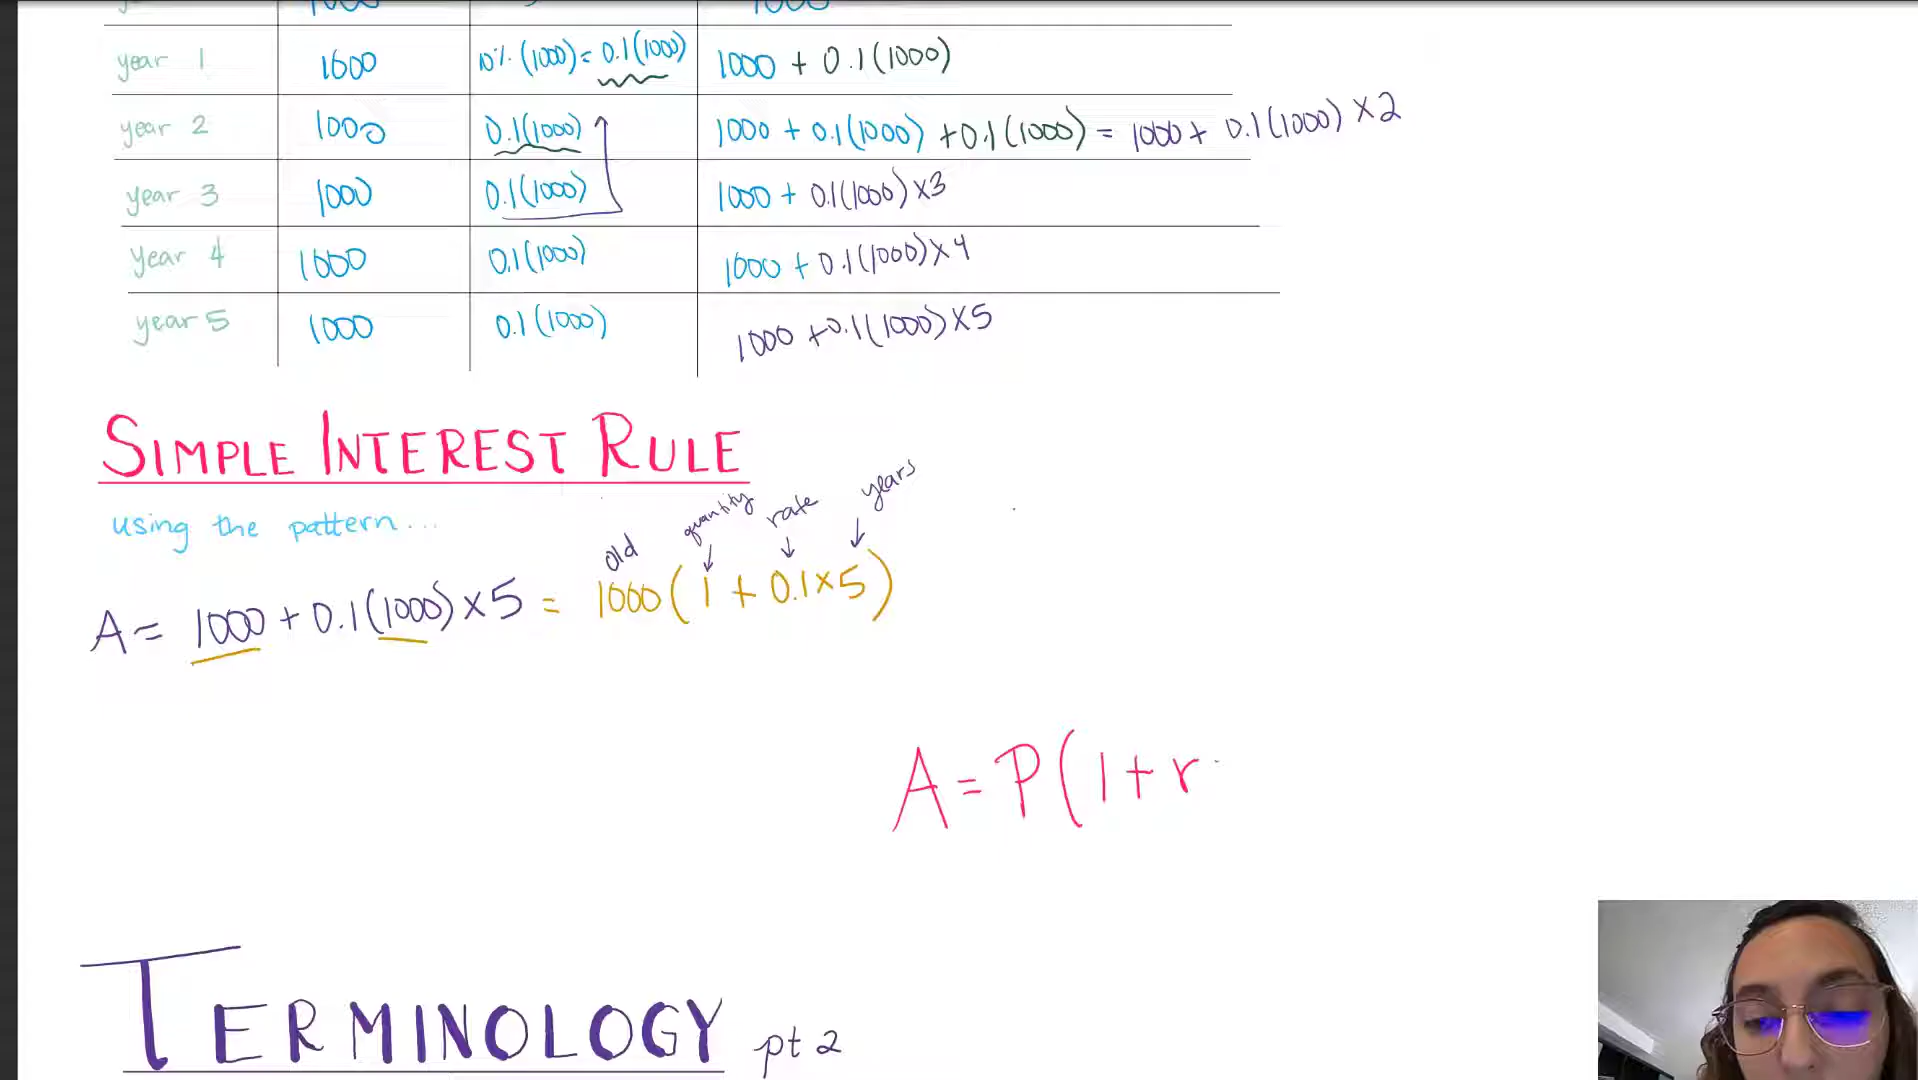 year 1 1000 10% (1000) = 0.1(1000) 1000 + 0.1(1000)
year 2 1000 0.1(1000) 1000 + 0.1(1000) + 0.1(1000) = 1000 + 0.1(1000) × 2
year 3 1000 0.1(1000) 1000 + 0.1(1000) × 3
year 4 1000 0.1(1000) 1000 + 0.1(1000) × 4
year 5 1000 0.1(1000) 1000 + 0.1(1000) × 5
SIMPLE INTEREST RULE
using the pattern...
old quantity rate years
A = 1000 + 0.1(1000) × 5 = 1000 ( 1 + 0.1 × 5 )
A = P ( 1 + r
TERMINOLOGY pt 2